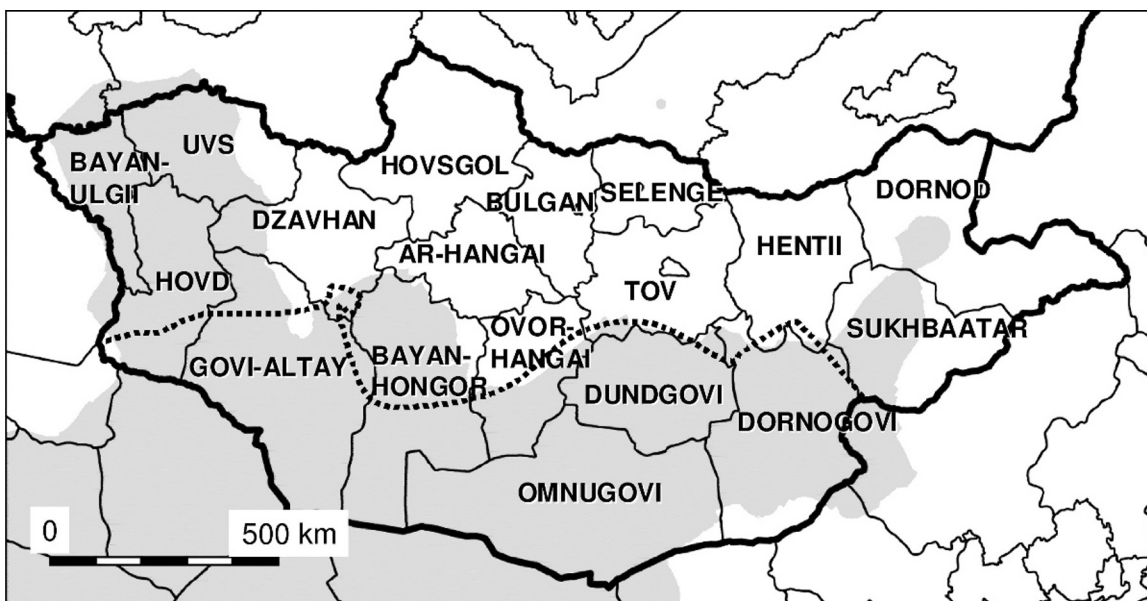 UVS
BAYAN-
ULGII
HOVSGOL
BULGAN
SELENGE
DORNOD
DZAVHAN
AR-HANGAI
HENTII
HOVD
TOV
OVOR-
HANGAI
SUKHBAATAR
GOVI-ALTAY
BAYAN-
HONGOR
DUNDGOVI
DORNOGOVI
OMNUGOVI
0
500 km